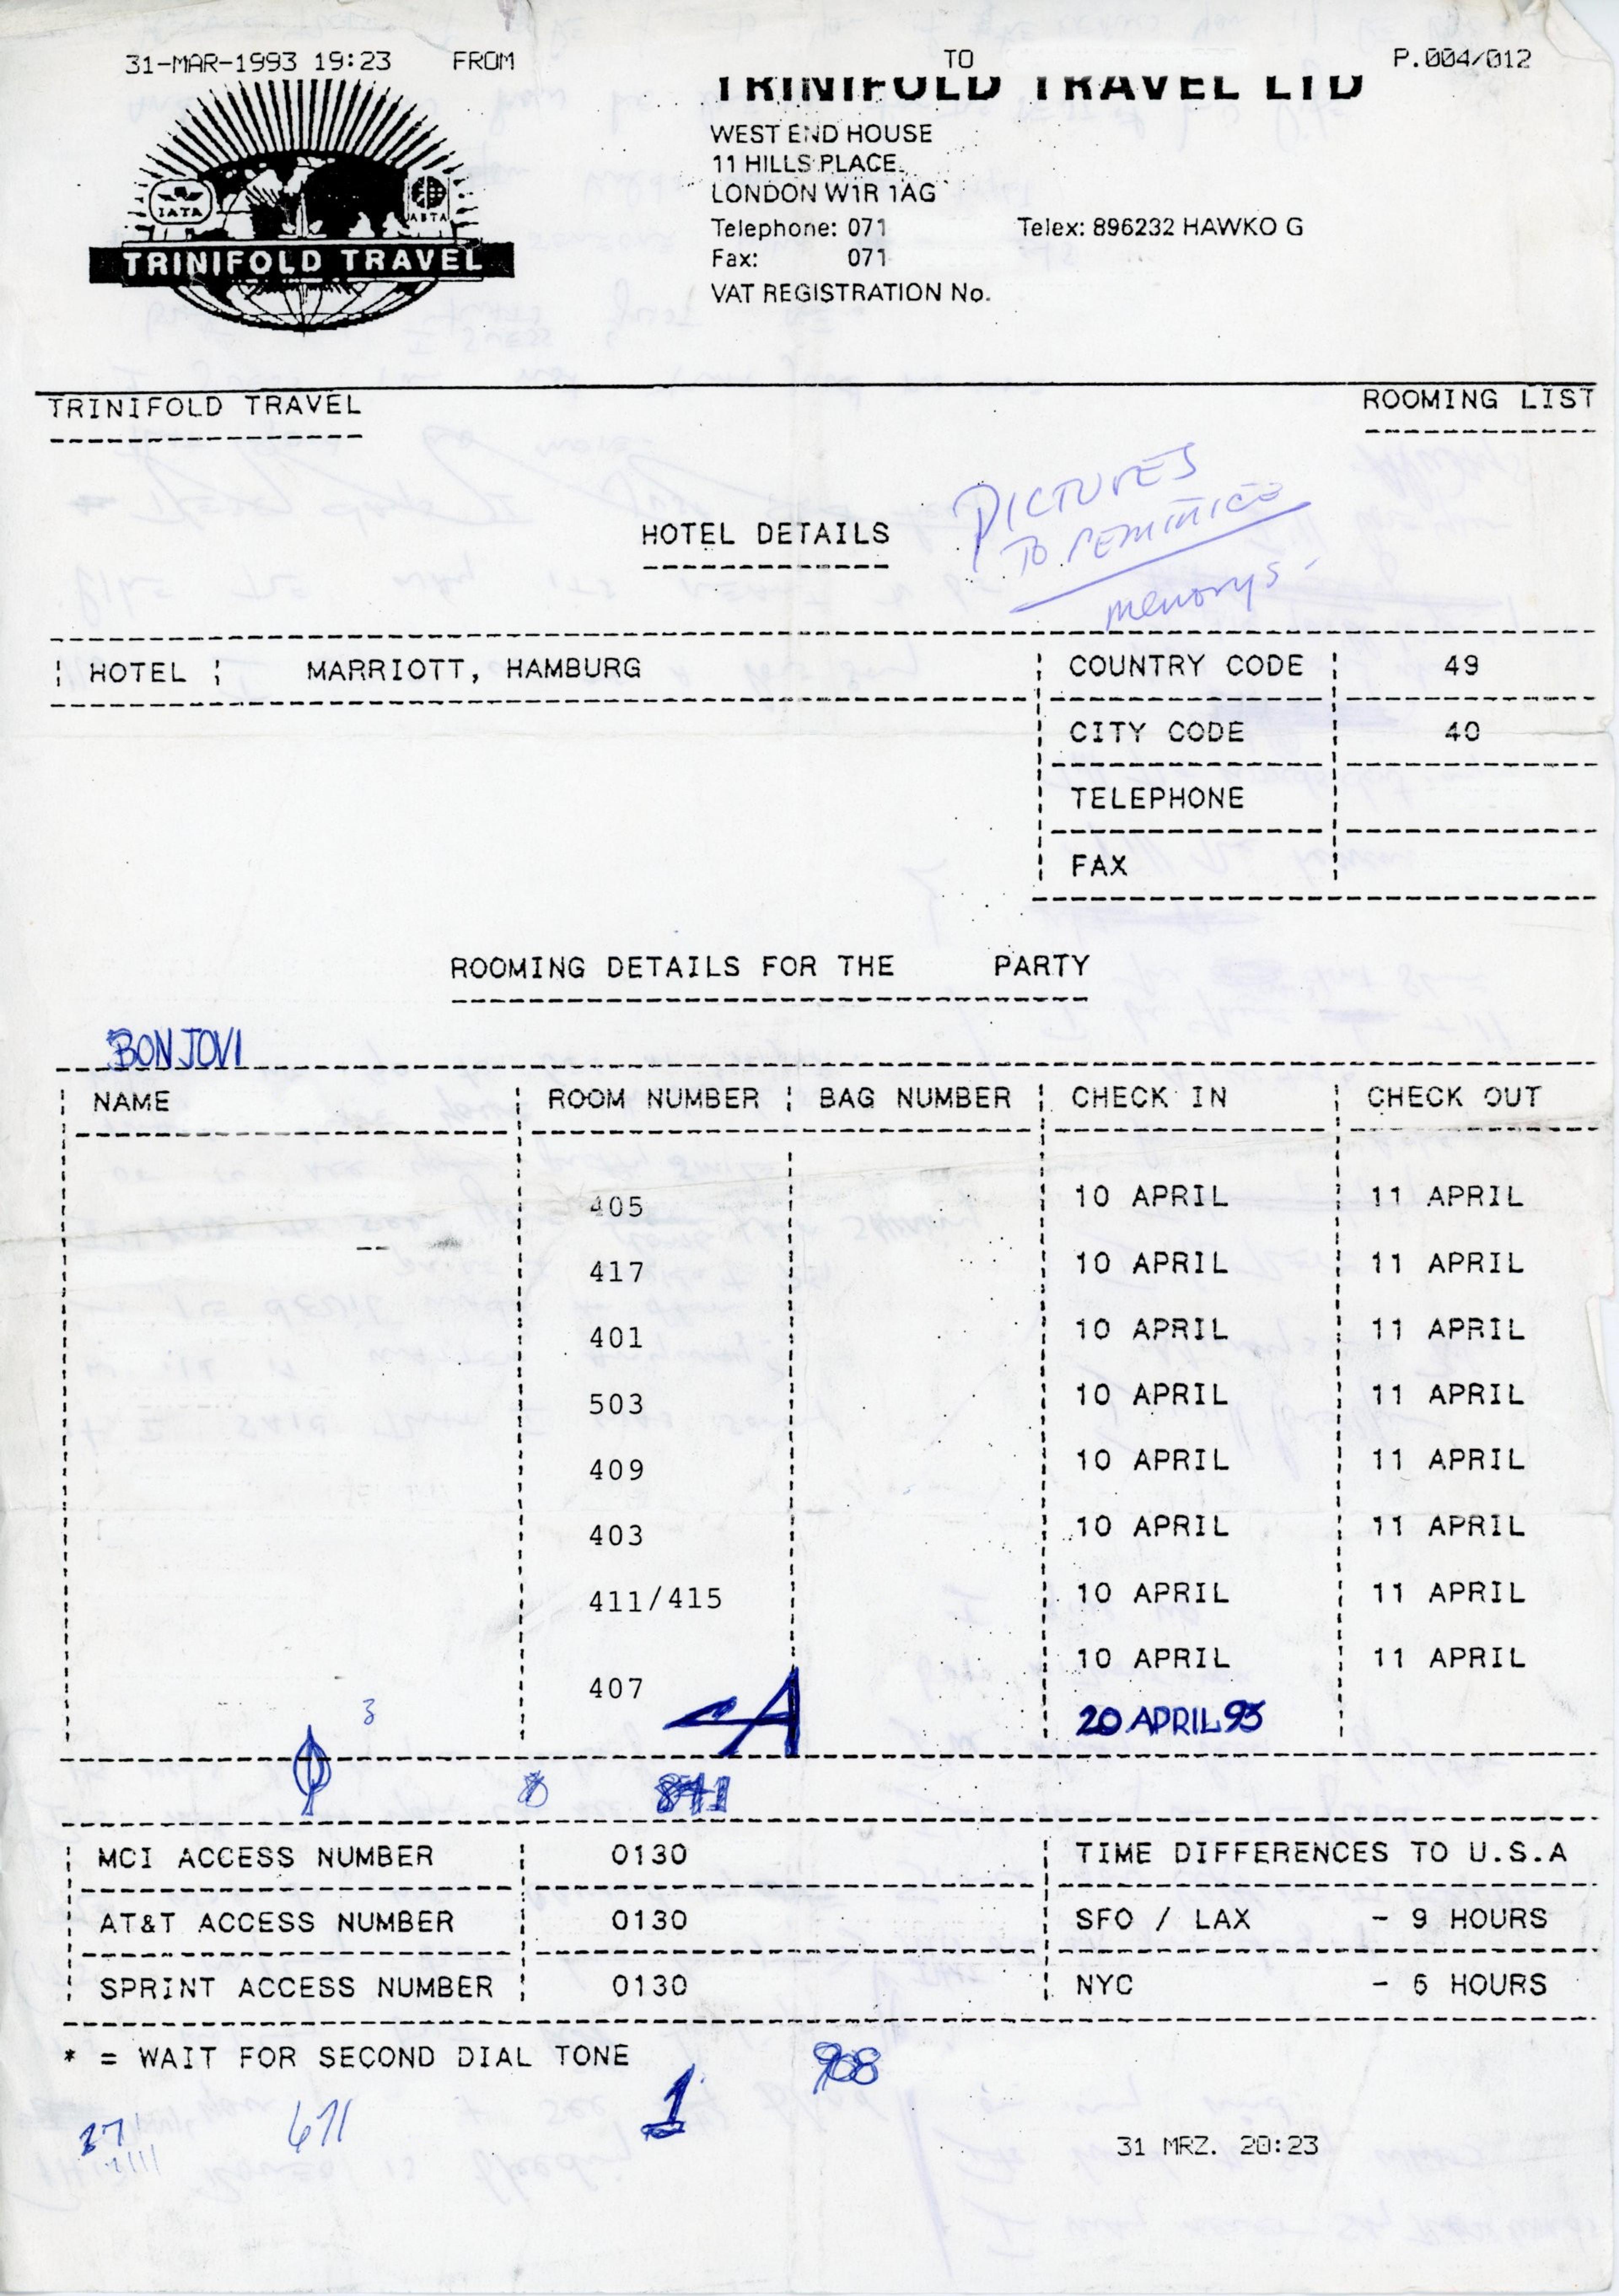 31-MAR-1993 19:23 FROM TO P.004/012
TRINIFOLD TRAVEL LTD
WEST END HOUSE
11 HILLS PLACE
LONDON W1R 1AG
Telephone: 071 Telex: 896232 HAWKO G
Fax: 071
VAT REGISTRATION No.
IATA
ABTA
TRINIFOLD TRAVEL
TRINIFOLD TRAVEL ROOMING LIST
PICTURES
TO
HOTEL DETAILS
memorys
HOTEL MARRIOTT, HAMBURG COUNTRY CODE 49
CITY CODE 40
TELEPHONE
FAX
ROOMING DETAILS FOR THE PARTY
BON JOVI
NAME ROOM NUMBER BAG NUMBER CHECK IN CHECK OUT
405 10 APRIL 11 APRIL
417 10 APRIL 11 APRIL
401 10 APRIL 11 APRIL
503 10 APRIL 11 APRIL
409 10 APRIL 11 APRIL
403 10 APRIL 11 APRIL
411/415 10 APRIL 11 APRIL
407 10 APRIL 11 APRIL
3 A 20 APRIL 93
MCI ACCESS NUMBER 0130 TIME DIFFERENCES TO U.S.A
AT&T ACCESS NUMBER 0130 SFO / LAX - 9 HOURS
SPRINT ACCESS NUMBER 0130 NYC - 6 HOURS
* = WAIT FOR SECOND DIAL TONE
1
671
31 MRZ. 20:23